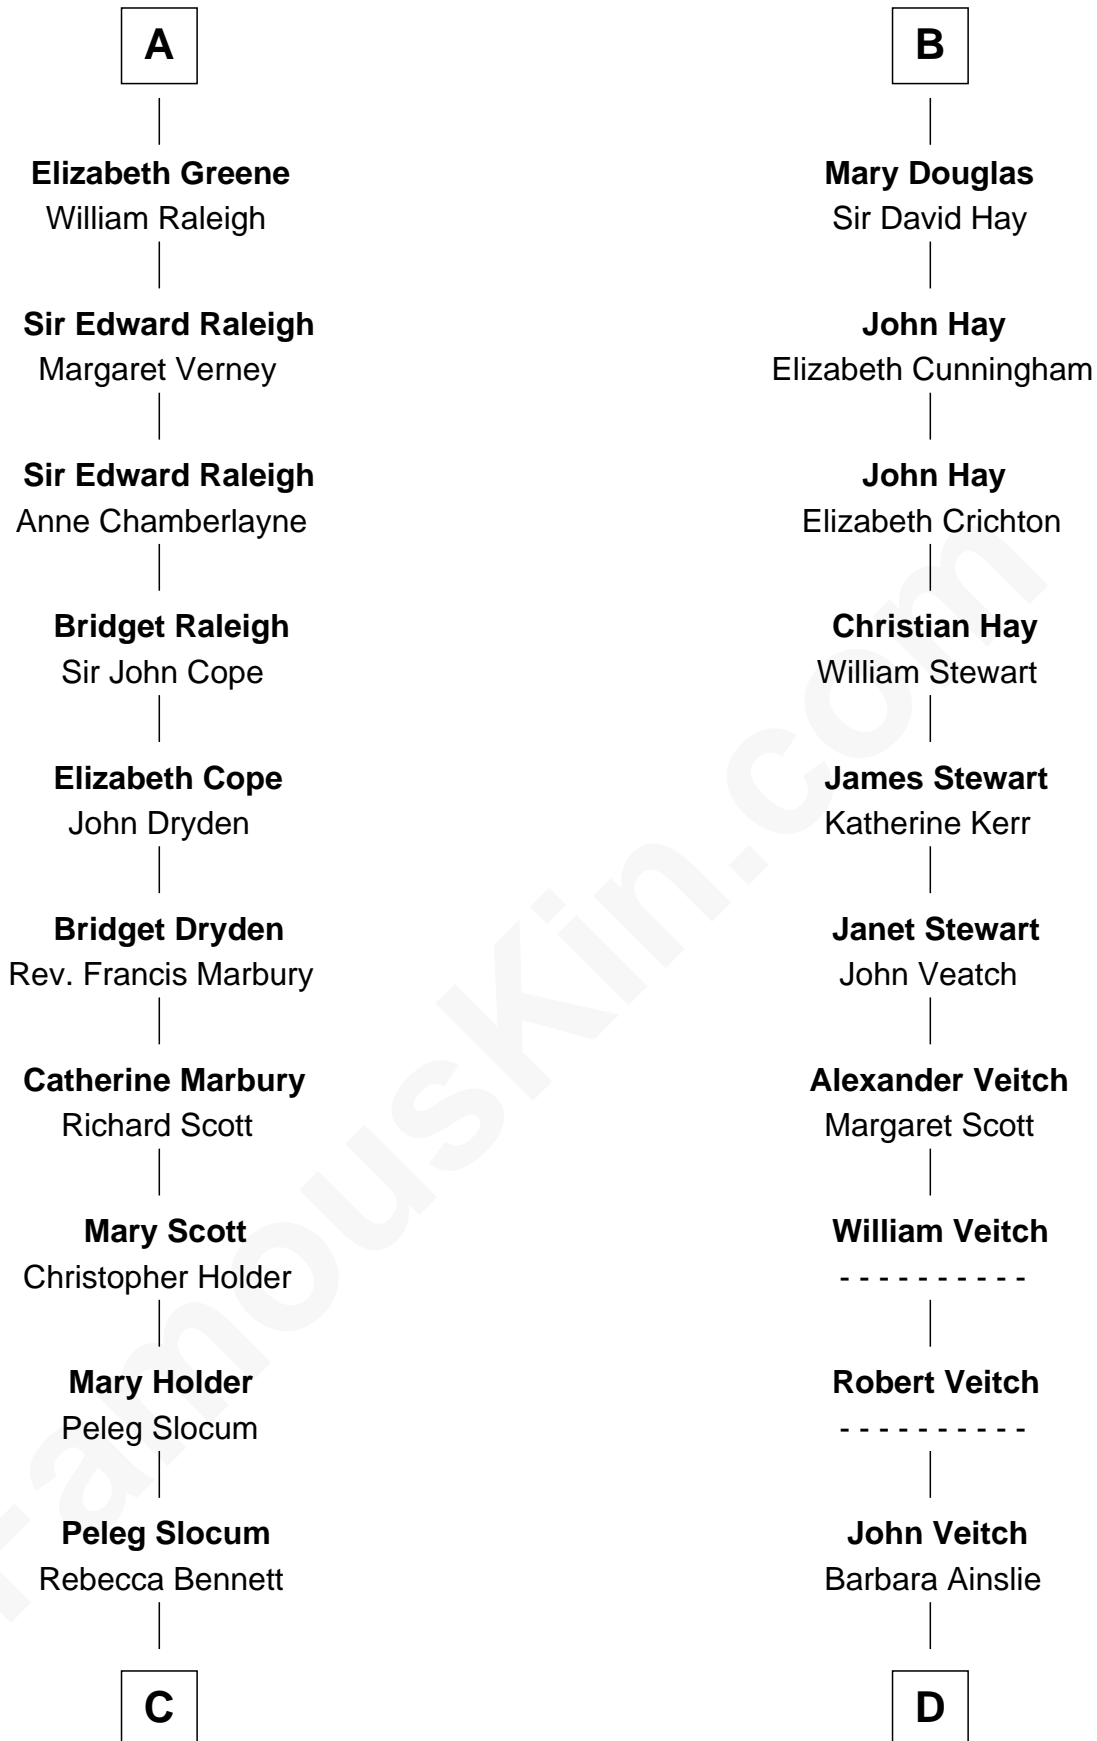 A
Elizabeth Greene
William Raleigh
Sir Edward Raleigh
Margaret Verney
Sir Edward Raleigh
Anne Chamberlayne
Bridget Raleigh
Sir John Cope
Elizabeth Cope
John Dryden
Bridget Dryden
Rev. Francis Marbury
Catherine Marbury
Richard Scott
Mary Scott
Christopher Holder
Mary Holder
Peleg Slocum
Peleg Slocum
Rebecca Bennett
C
B
Mary Douglas
Sir David Hay
John Hay
Elizabeth Cunningham
John Hay
Elizabeth Crichton
Christian Hay
William Stewart
James Stewart
Katherine Kerr
Janet Stewart
John Veatch
Alexander Veitch
Margaret Scott
William Veitch
- - - - - - - - - -
Robert Veitch
- - - - - - - - - -
John Veitch
Barbara Ainslie
D
FamousKin.com